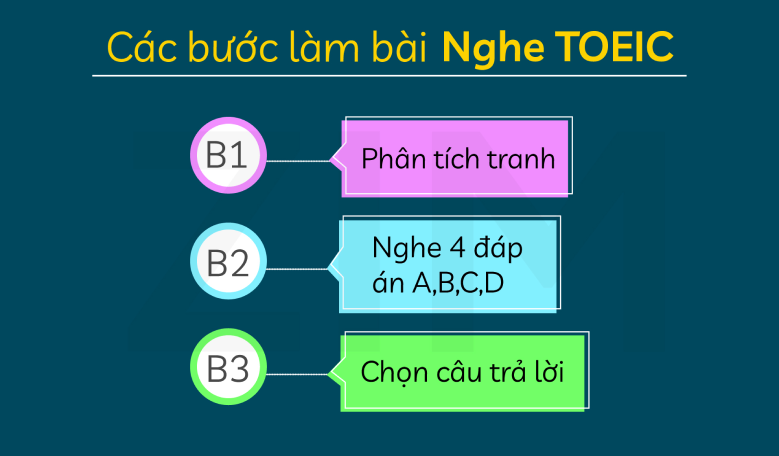 Các bước làm bài Nghe TOEIC
B1
Phân tích tranh
B2
Nghe 4 đáp
án A,B,C,D
B3
Chọn câu trả lời
ZIM